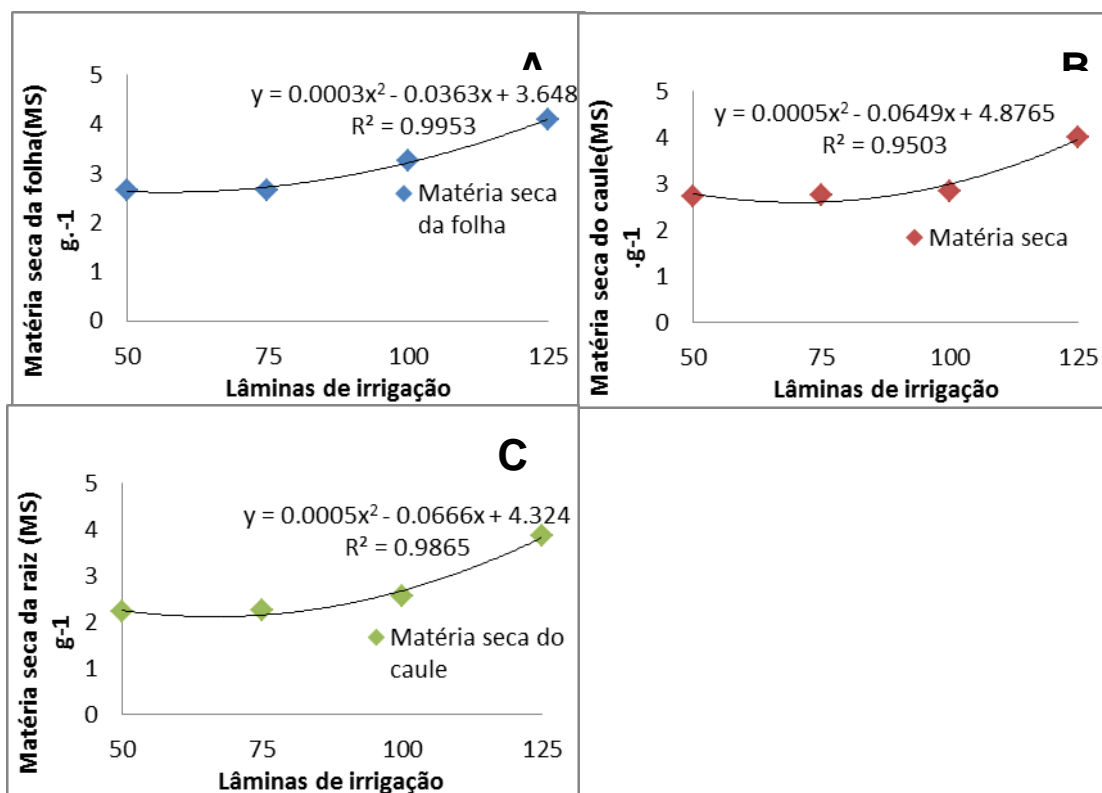 A
Matéria seca da folha(MS)
g.-1
5
4
3
2
1
0
y = 0.0003x² - 0.0363x + 3.648
R² = 0.9953
Matéria seca
da folha
50 75 100 125
Lâminas de irrigação
B
Matéria seca do caule(MS)
.g-1
5
4
3
2
1
0
y = 0.0005x² - 0.0649x + 4.8765
R² = 0.9503
Matéria seca
50 75 100 125
Lâminas de irrigação
C
Matéria seca da raiz (MS)
g-1
5
4
3
2
1
0
y = 0.0005x² - 0.0666x + 4.324
R² = 0.9865
Matéria seca do
caule
50 75 100 125
Lâminas de irrigação